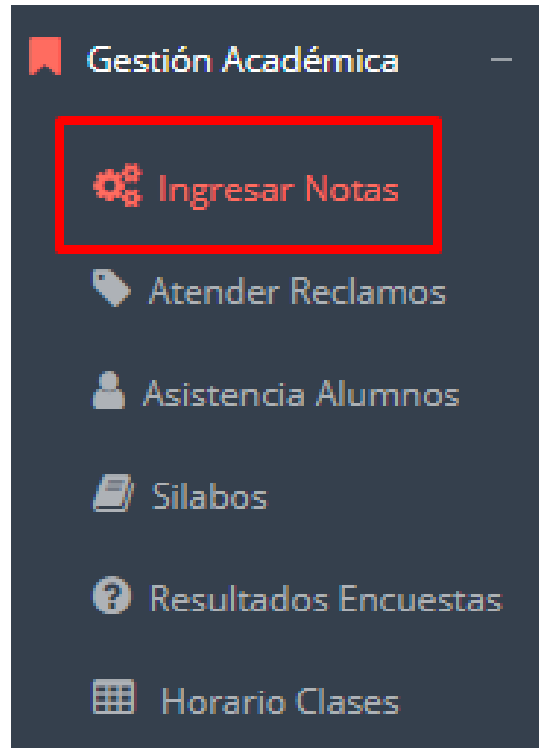 Gestión Académica
Ingresar Notas
Atender Reclamos
Asistencia Alumnos
Silabos
Resultados Encuestas
Horario Clases